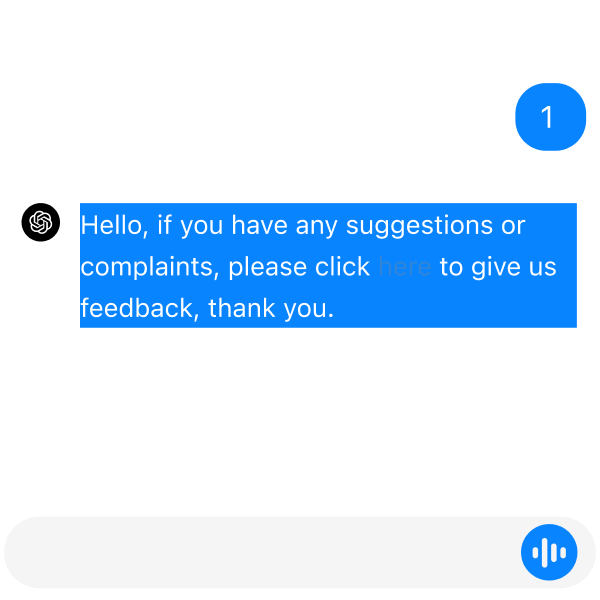 1
Hello, if you have any suggestions or
complaints, please click here to give us
feedback, thank you.